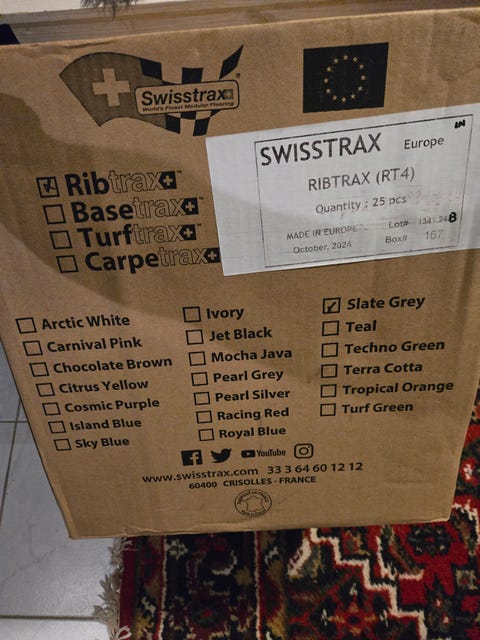 Swisstrax
World's Finest Modular Flooring
SWISSTRAX Europe
RIBTRAX (RT4)
Quantity : 25 pcs
MADE IN EUROPE Lot#
October, 2024 Box# 167
Ribtrax
Basetrax
Turftrax
Carpetrax
Arctic White
Carnival Pink
Chocolate Brown
Citrus Yellow
Cosmic Purple
Island Blue
Sky Blue
Ivory
Jet Black
Mocha Java
Pearl Grey
Pearl Silver
Racing Red
Royal Blue
Slate Grey
Teal
Techno Green
Terra Cotta
Tropical Orange
Turf Green
YouTube
www.swisstrax.com 33 3 64 60 12 12
60400 CRISOLLES - FRANCE